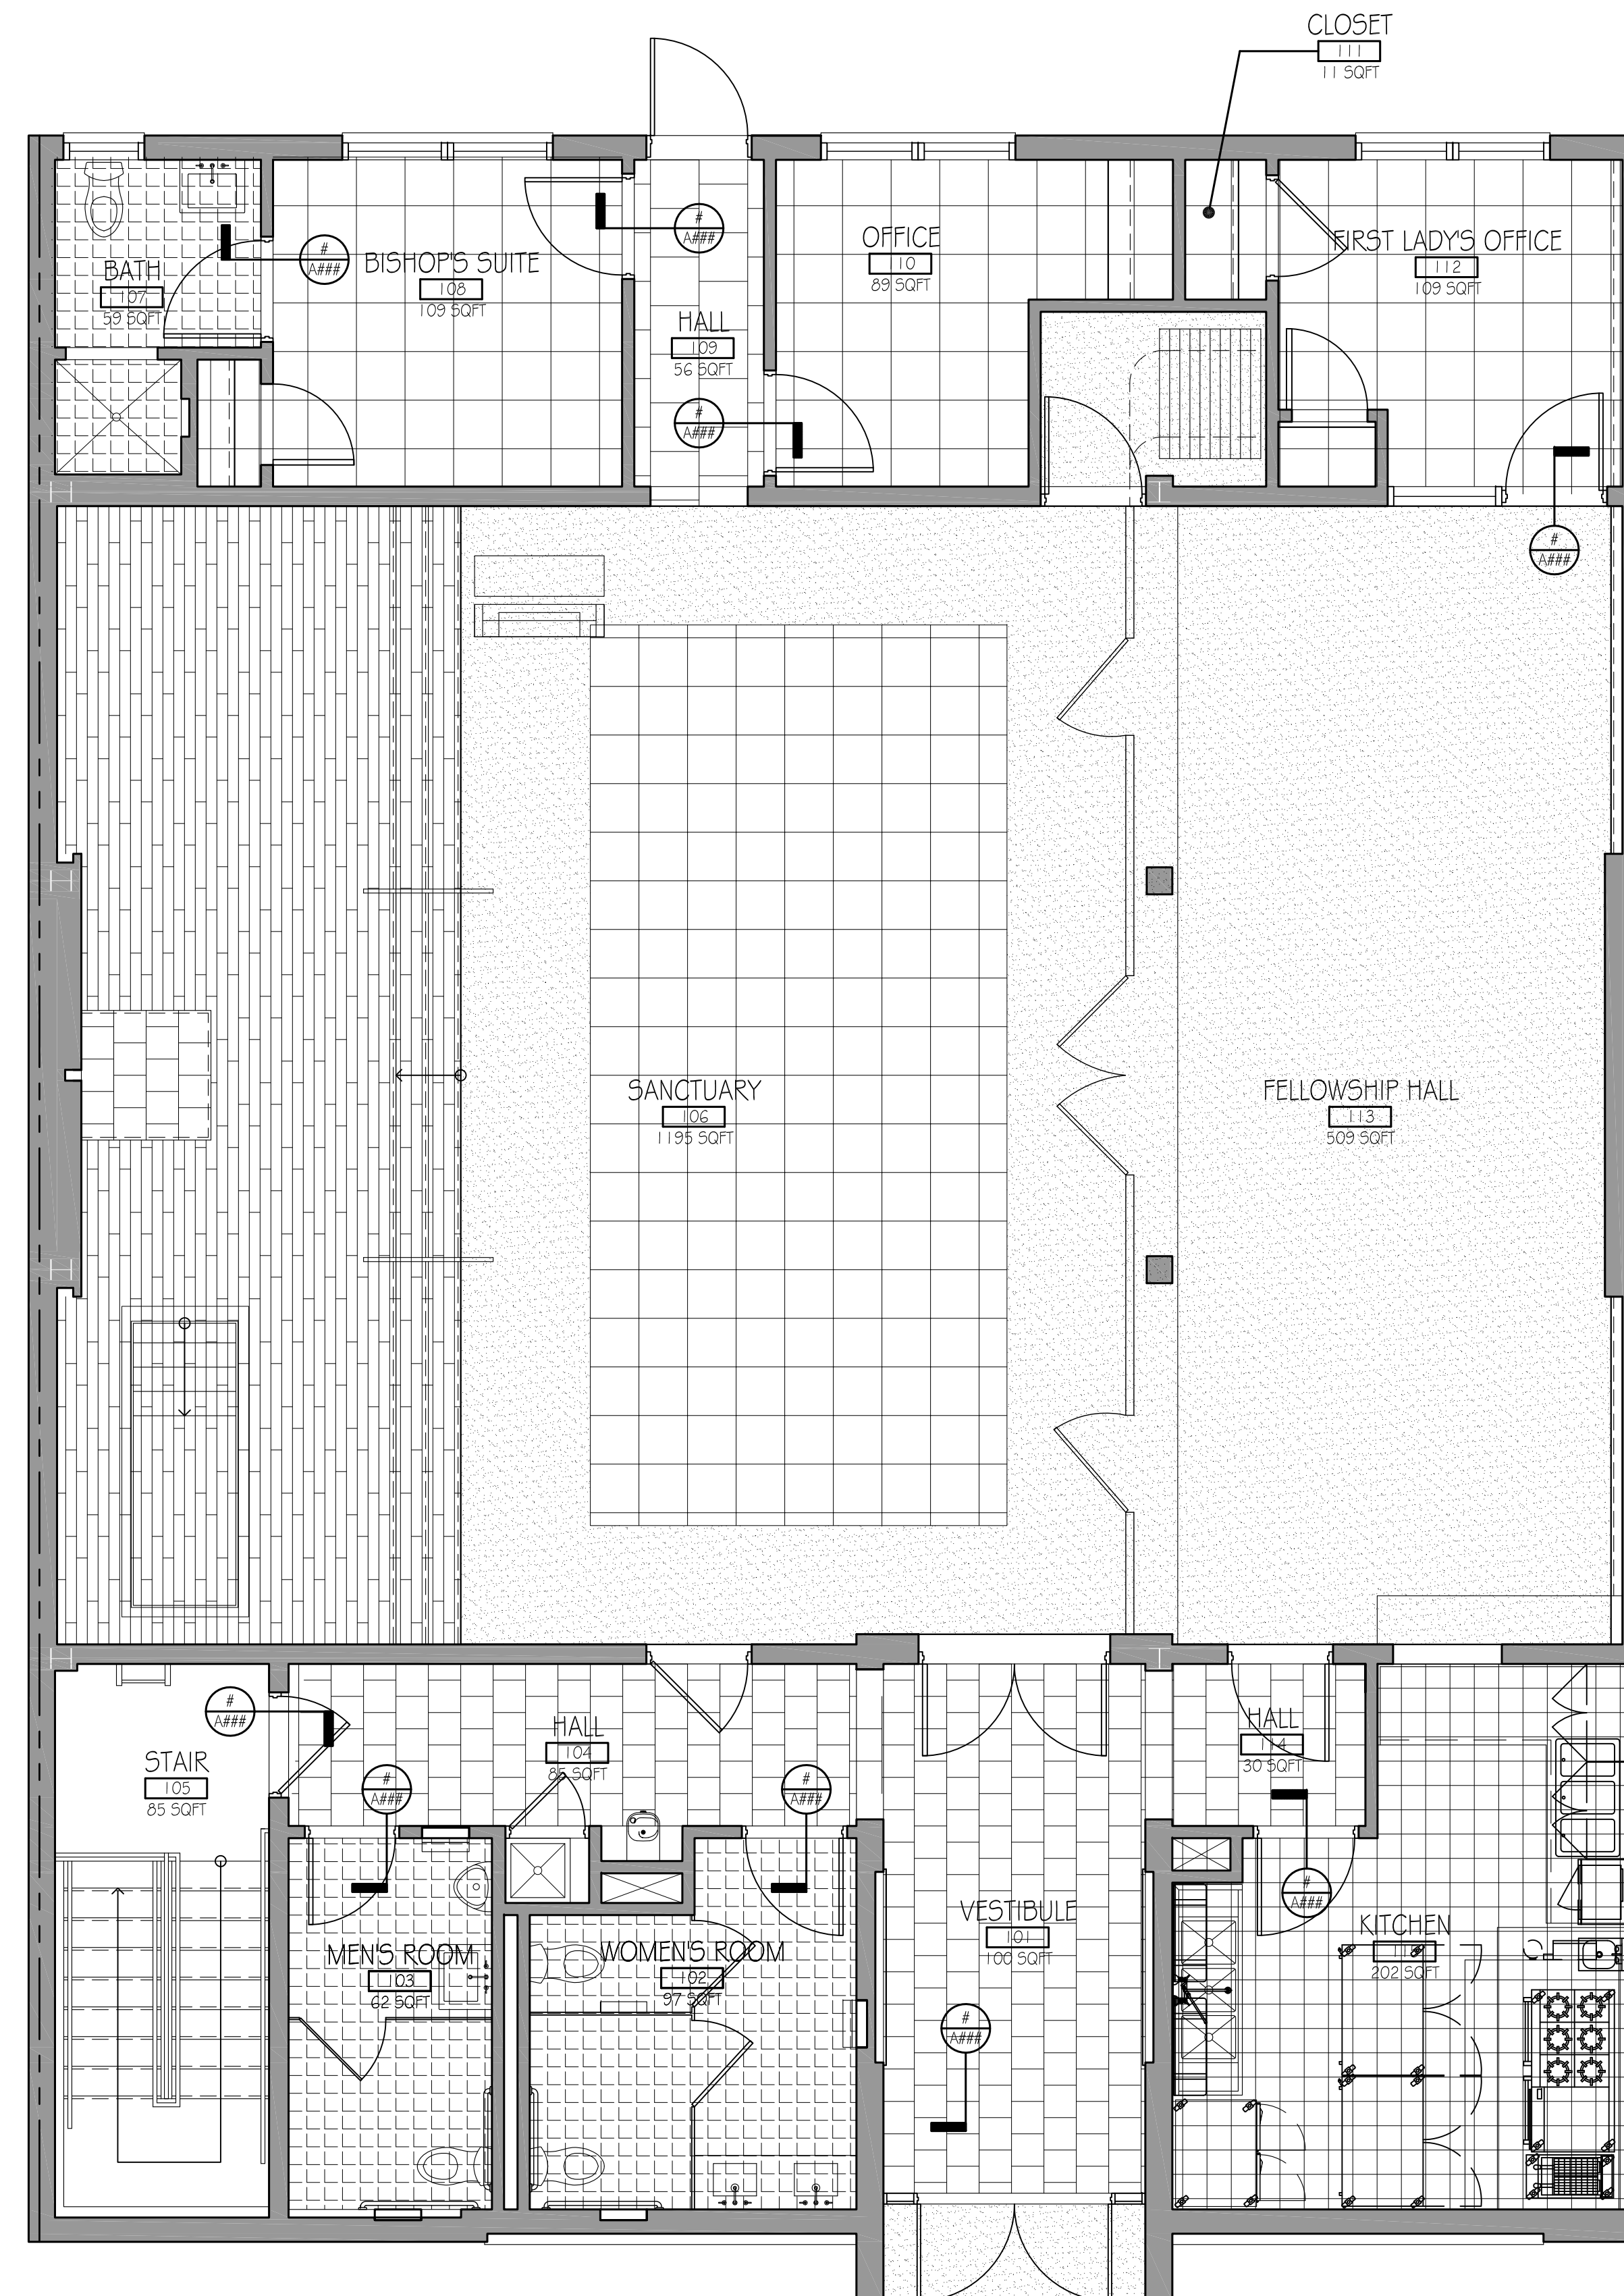 CLOSET
111
11 SQFT
#
A###
OFFICE
10
89 SQFT
FIRST LADY'S OFFICE
112
109 SQFT
#
A###
BISHOP'S SUITE
108
109 SQFT
BATH
107
59 SQFT
HALL
109
56 SQFT
#
A###
#
A###
SANCTUARY
106
1195 SQFT
FELLOWSHIP HALL
113
509 SQFT
#
A###
STAIR
105
85 SQFT
HALL
104
85 SQFT
HALL
114
30 SQFT
#
A###
#
A###
#
A###
VESTIBULE
101
100 SQFT
KITCHEN
202 SQFT
MEN'S ROOM
103
62 SQFT
WOMEN'S ROOM
102
97 SQFT
#
A###